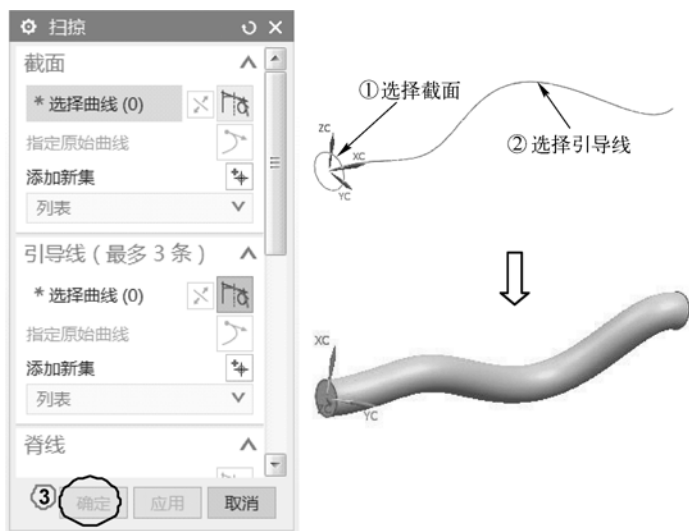 扫掠
截面
* 选择曲线 (0)
指定原始曲线
添加新集
列表
引导线（最多 3 条）
* 选择曲线 (0)
指定原始曲线
添加新集
列表
脊线
③ 确定 应用 取消
①选择截面
②选择引导线
ZC
XC
YC
XC
YC